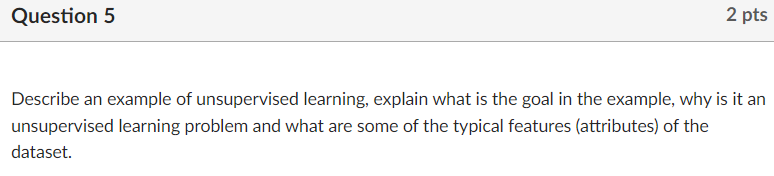 Question 5
2 pts
Describe an example of unsupervised learning, explain what is the goal in the example, why is it an
unsupervised learning problem and what are some of the typical features (attributes) of the
dataset.